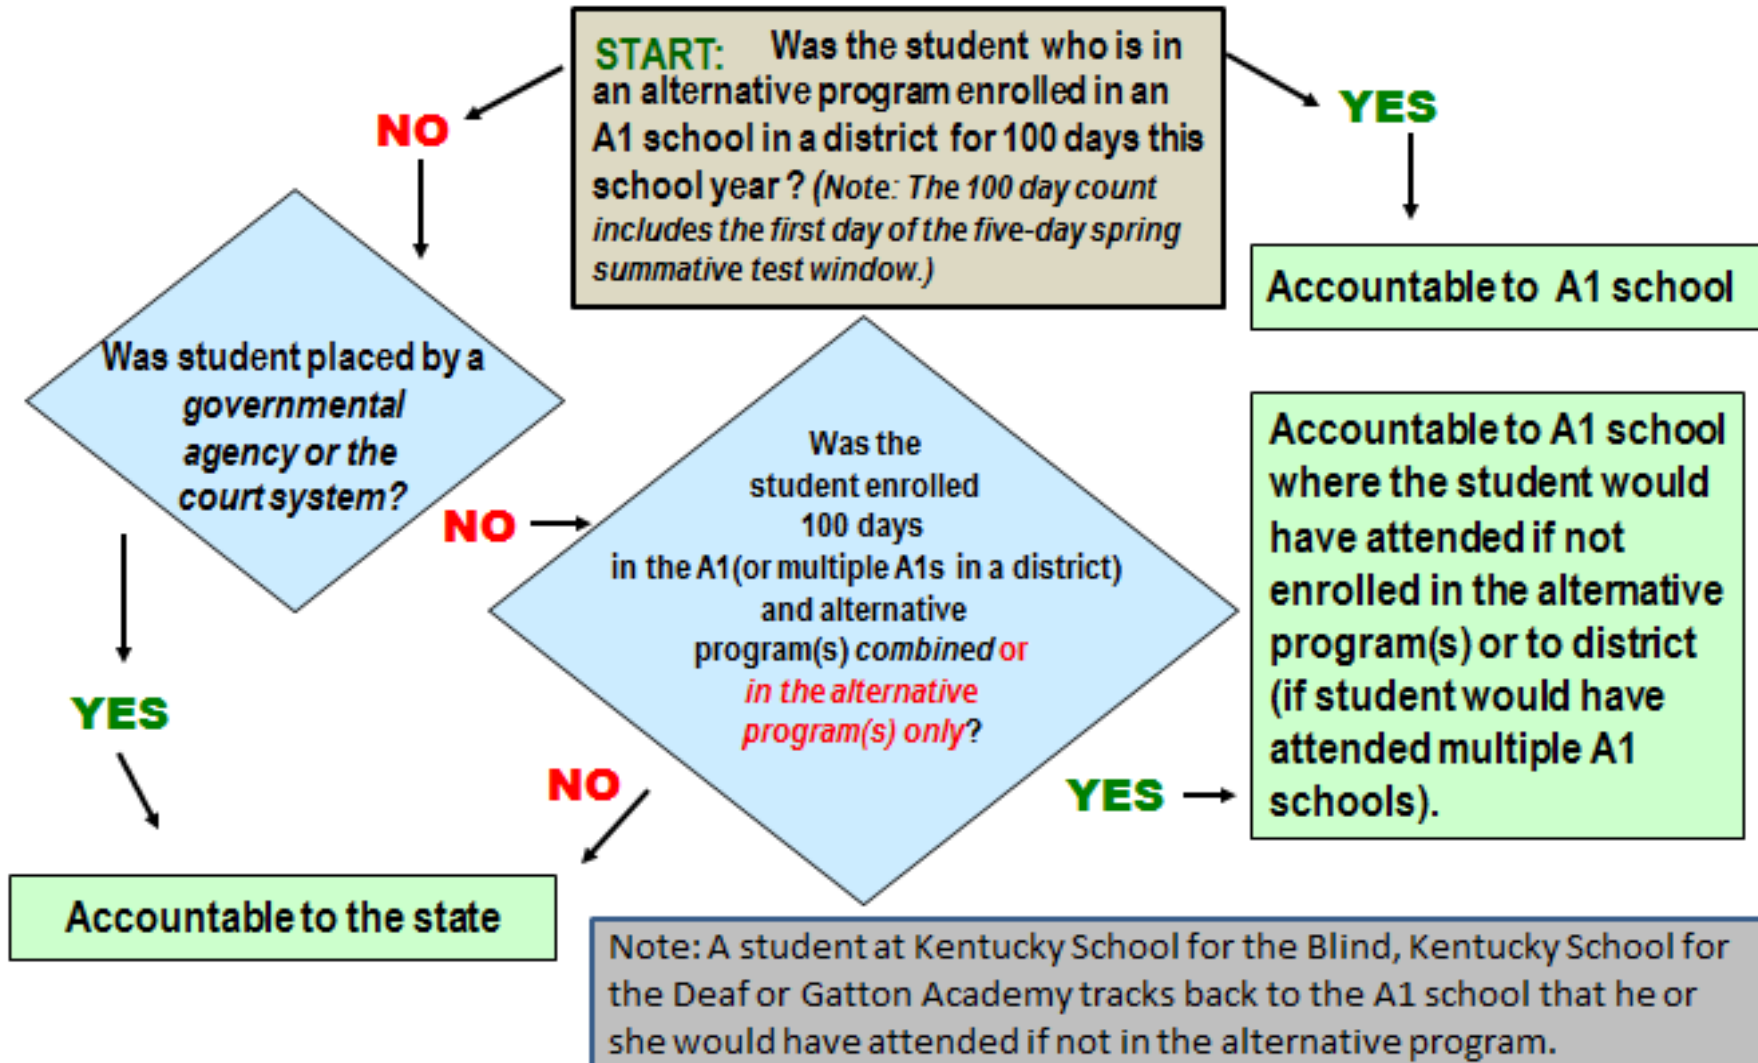 START: Was the student who is in
an alternative program enrolled in an
A1 school in a district for 100 days this
school year ? (Note: The 100 day count
includes the first day of the five-day spring
summative test window.)
NO
YES
Accountable to A1 school
Was student placed by a
governmental
agency or the
court system?
NO
YES
Was the
student enrolled
100 days
in the A1(or multiple A1s in a district)
and alternative
program(s) combined or
in the alternative
program(s) only?
NO
YES
Accountable to A1 school
where the student would
have attended if not
enrolled in the alternative
program(s) or to district
(if student would have
attended multiple A1
schools).
Accountable to the state
Note: A student at Kentucky School for the Blind, Kentucky School for
the Deaf or Gatton Academy tracks back to the A1 school that he or
she would have attended if not in the alternative program.